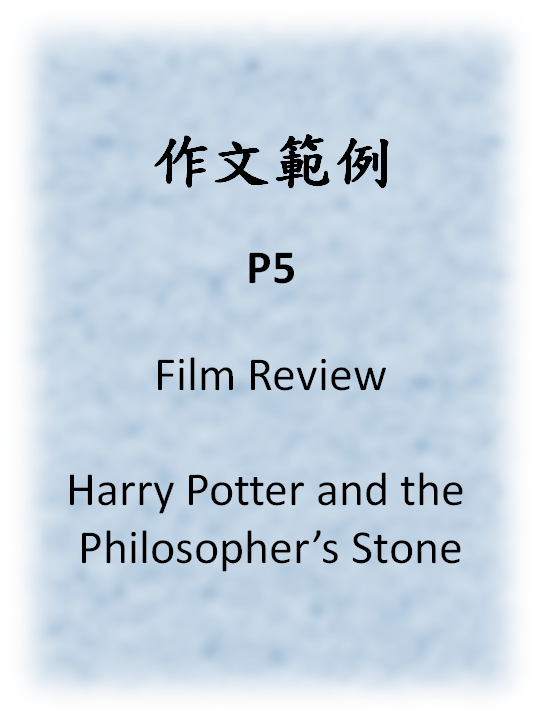 作文範例
P5
Film Review
Harry Potter and the
Philosopher’s Stone